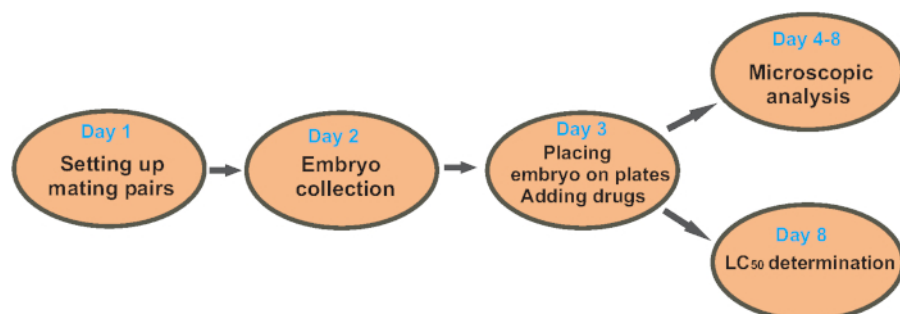 Day 1
Setting up
mating pairs
Day 2
Embryo
collection
Day 3
Placing
embryo on plates
Adding drugs
Day 4-8
Microscopic
analysis
Day 8
LC₅₀ determination